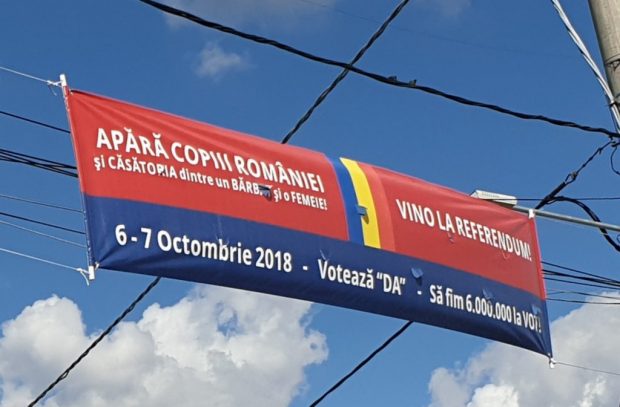 APĂRĂ COPIII ROMÂNIEI
și CĂSĂTORIA dintre un BĂRBAT și o FEMEIE!
VINO LA REFERENDUM!
6 - 7 Octombrie 2018 - Votează "DA" - Să fim 6.000.000 la VOT!